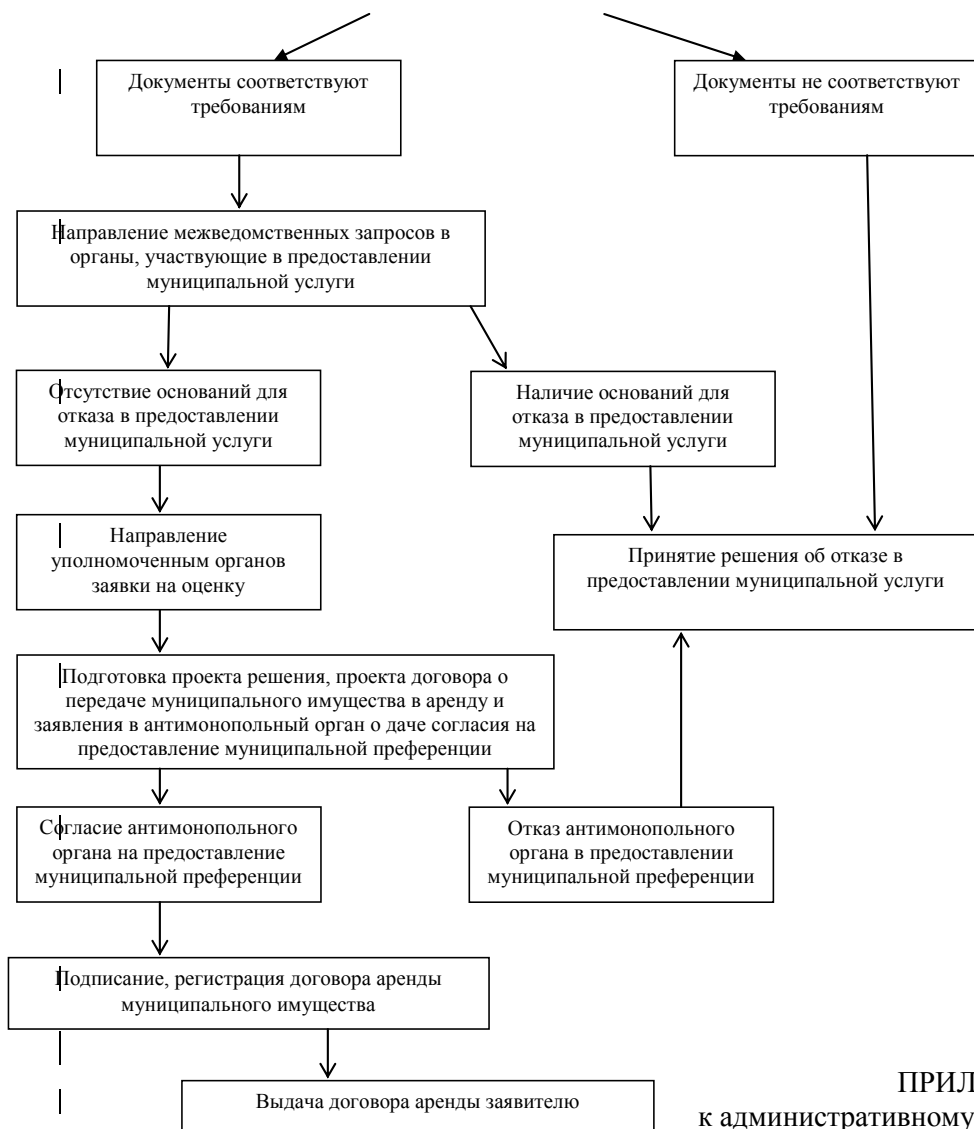 Документы соответствуют
требованиям
Документы не соответствуют
требованиям
Направление межведомственных запросов в
органы, участвующие в предоставлении
муниципальной услуги
Отсутствие оснований для
отказа в предоставлении
муниципальной услуги
Наличие оснований для
отказа в предоставлении
муниципальной услуги
Направление
уполномоченным органов
заявки на оценку
Принятие решения об отказе в
предоставлении муниципальной услуги
Подготовка проекта решения, проекта договора о
передаче муниципального имущества в аренду и
заявления в антимонопольный орган о даче согласия на
предоставление муниципальной преференции
Согласие антимонопольного
органа на предоставление
муниципальной преференции
Отказ антимонопольного
органа в предоставлении
муниципальной преференции
Подписание, регистрация договора аренды
муниципального имущества
Выдача договора аренды заявителю
ПРИЛ
к административному